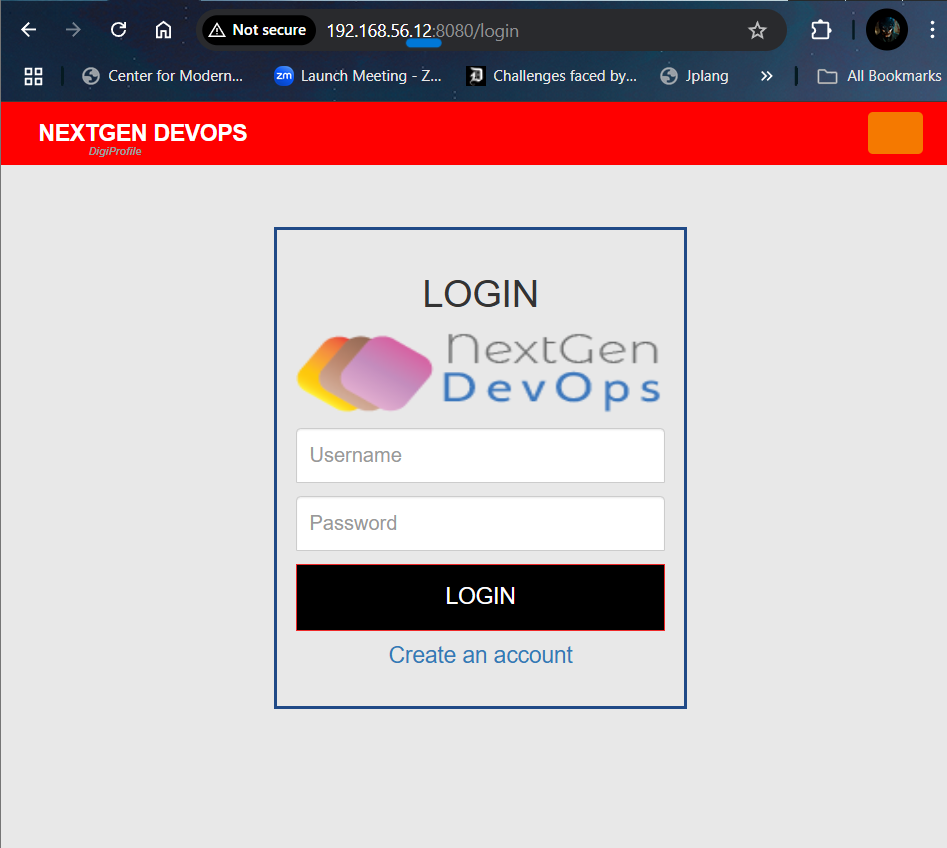 Not secure 192.168.56.12:8080/login
Center for Modern... zm Launch Meeting - Z... D Challenges faced by... Jplang » All Bookmarks
NEXTGEN DEVOPS
DigiProfile
LOGIN
NextGen
DevOps
Username
Password
LOGIN
Create an account